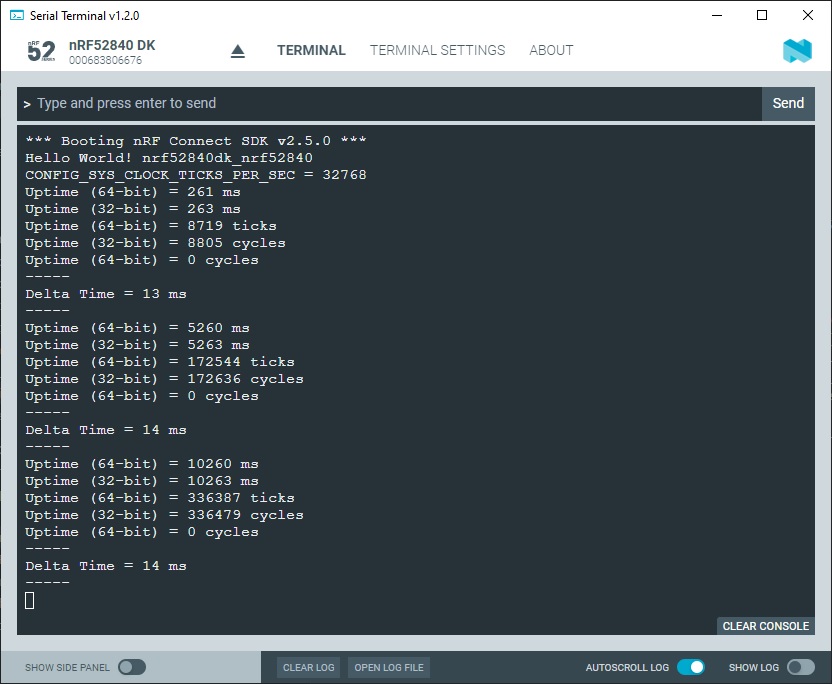 Serial Terminal v1.2.0
nRF
52
SERIES
nRF52840 DK
000683806676
TERMINAL
TERMINAL SETTINGS
ABOUT
> Type and press enter to send
Send
*** Booting nRF Connect SDK v2.5.0 ***
Hello World! nrf52840dk_nrf52840
CONFIG_SYS_CLOCK_TICKS_PER_SEC = 32768
Uptime (64-bit) = 261 ms
Uptime (32-bit) = 263 ms
Uptime (64-bit) = 8719 ticks
Uptime (32-bit) = 8805 cycles
Uptime (64-bit) = 0 cycles
-----
Delta Time = 13 ms
-----
Uptime (64-bit) = 5260 ms
Uptime (32-bit) = 5263 ms
Uptime (64-bit) = 172544 ticks
Uptime (32-bit) = 172636 cycles
Uptime (64-bit) = 0 cycles
-----
Delta Time = 14 ms
-----
Uptime (64-bit) = 10260 ms
Uptime (32-bit) = 10263 ms
Uptime (64-bit) = 336387 ticks
Uptime (32-bit) = 336479 cycles
Uptime (64-bit) = 0 cycles
-----
Delta Time = 14 ms
-----
CLEAR CONSOLE
SHOW SIDE PANEL
CLEAR LOG
OPEN LOG FILE
AUTOSCROLL LOG
SHOW LOG